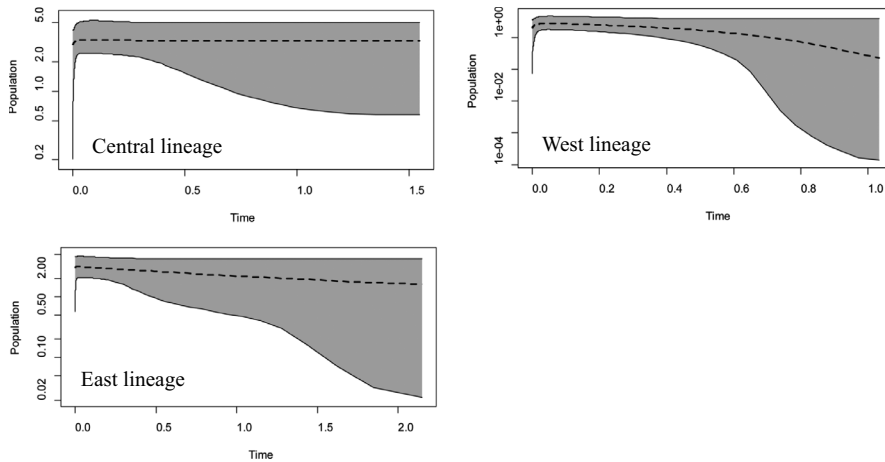 5.0
2.0
1.0
0.5
0.2
Population
Central lineage
0.0 0.5 1.0 1.5
Time
1e+00
1e-02
1e-04
Population
West lineage
0.0 0.2 0.4 0.6 0.8 1.0
Time
2.00
0.50
0.10
0.02
Population
East lineage
0.0 0.5 1.0 1.5 2.0
Time